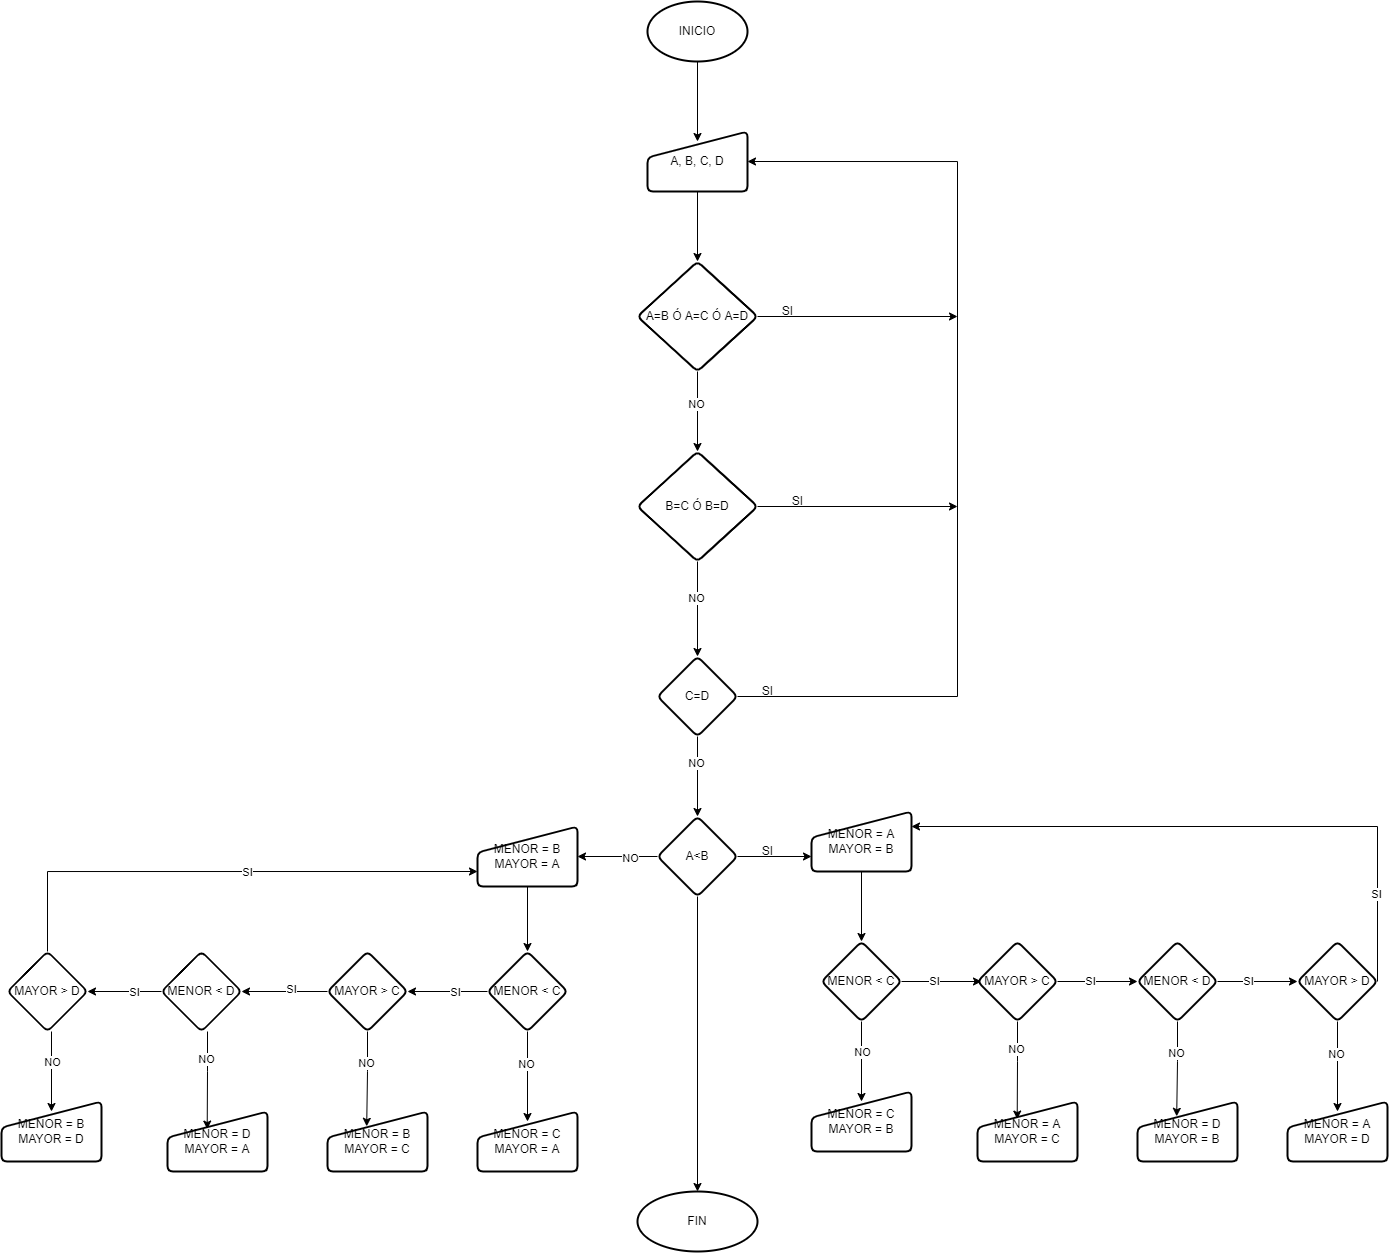 INICIO
A, B, C, D
A=B Ó A=C Ó A=D
SI
NO
B=C Ó B=D
SI
NO
C=D
SI
NO
MENOR = B
MAYOR = A
NO
A<B
SI
MENOR = A
MAYOR = B
SI
SI
MAYOR > D
SI
MENOR < D
SI
MAYOR > C
SI
MENOR < C
MENOR < C
SI
MAYOR > C
SI
MENOR < D
SI
MAYOR > D
NO
NO
NO
NO
NO
NO
NO
NO
MENOR = B
MAYOR = D
MENOR = D
MAYOR = A
MENOR = B
MAYOR = C
MENOR = C
MAYOR = A
MENOR = C
MAYOR = B
MENOR = A
MAYOR = C
MENOR = D
MAYOR = B
MENOR = A
MAYOR = D
FIN